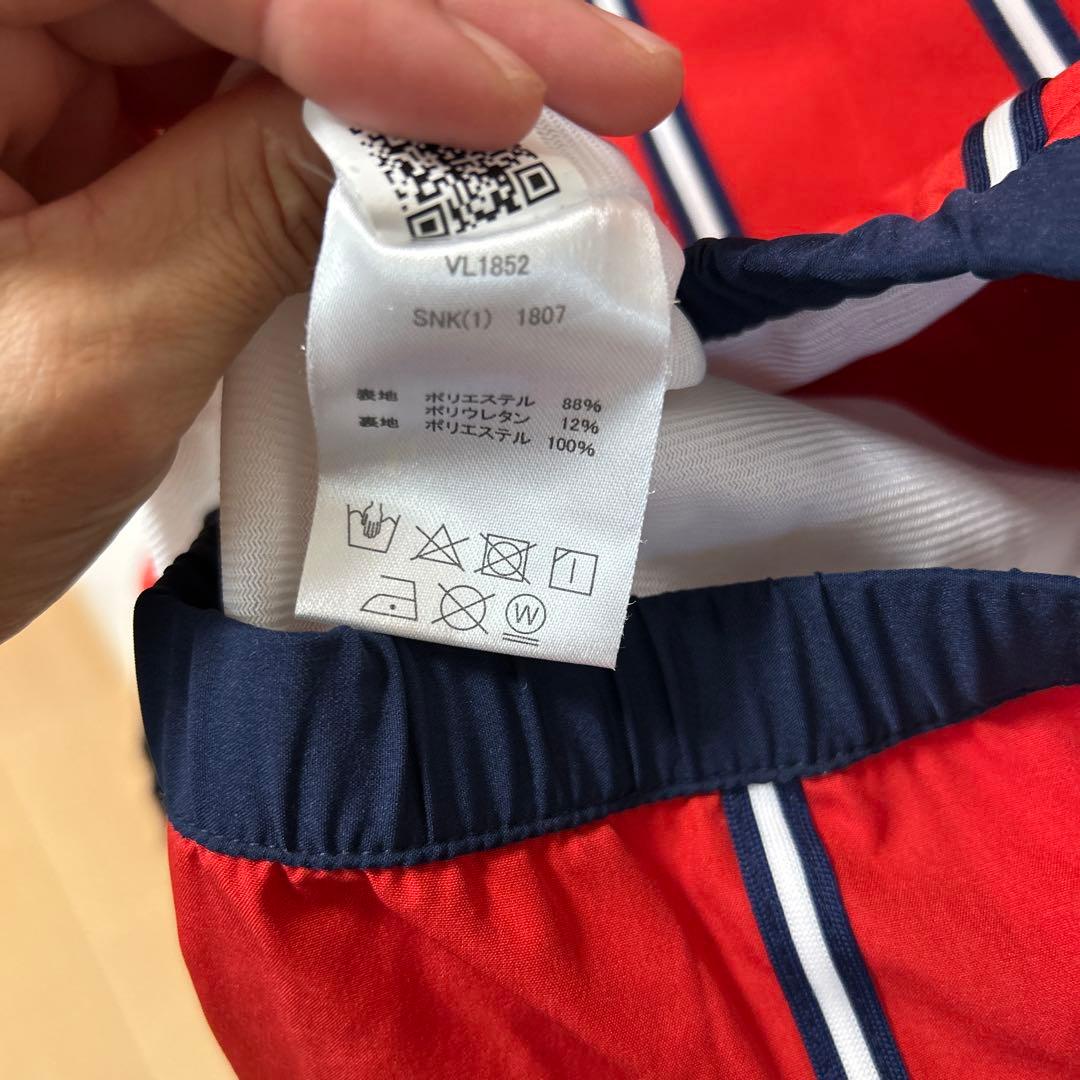 VL1852
SNK(1) 1807
表地 ポリエステル 88%
ポリウレタン 12%
裏地 ポリエステル 100%
W